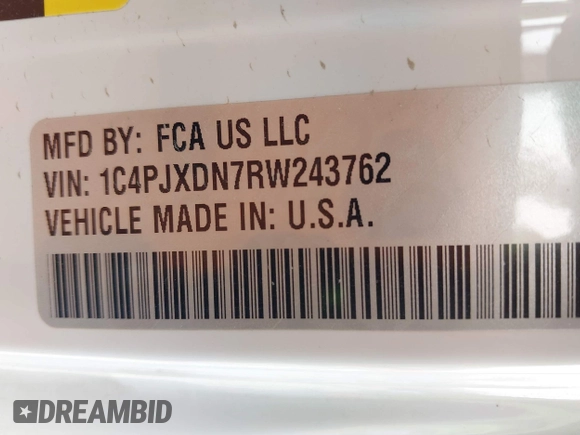 MFD BY: FCA US LLC
VIN: 1C4PJXDN7RW243762
VEHICLE MADE IN: U.S.A.
DREAMBID